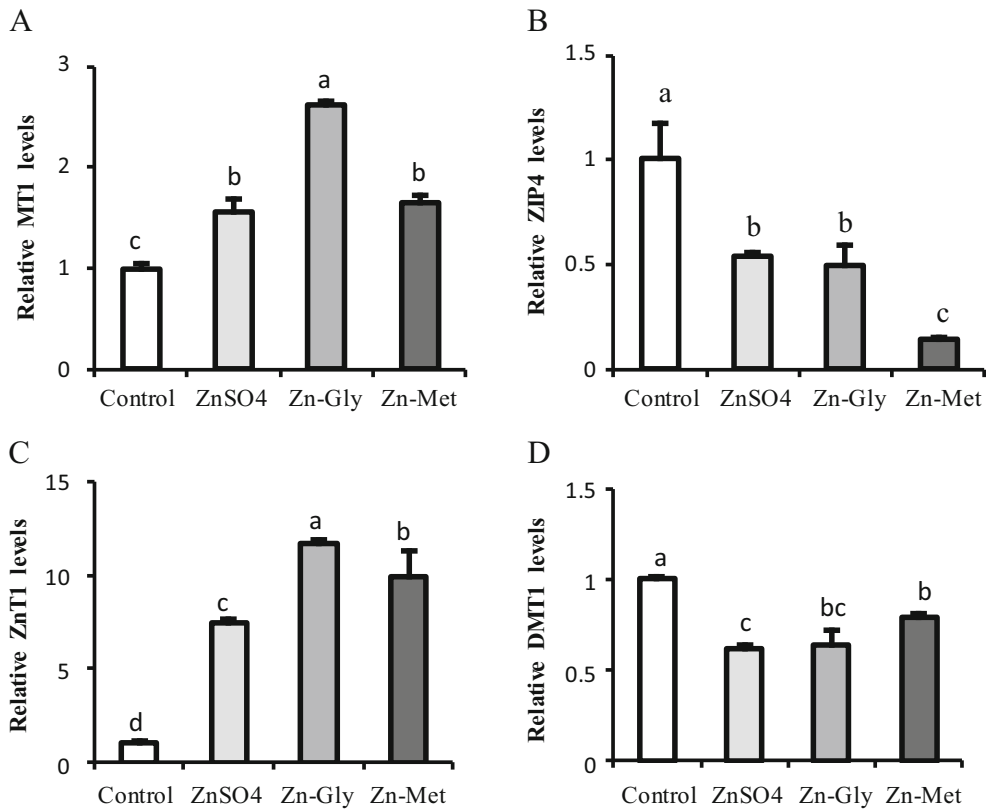 A
Relative MT1 levels
3
2
1
0
a
b
b
c
Control ZnSO4 Zn-Gly Zn-Met
B
Relative ZIP4 levels
1.5
1
0.5
0
a
b
b
c
Control ZnSO4 Zn-Gly Zn-Met
C
Relative ZnT1 levels
15
10
5
0
a
b
c
d
Control ZnSO4 Zn-Gly Zn-Met
D
Relative DMT1 levels
1.5
1
0.5
0
a
c
bc
b
Control ZnSO4 Zn-Gly Zn-Met